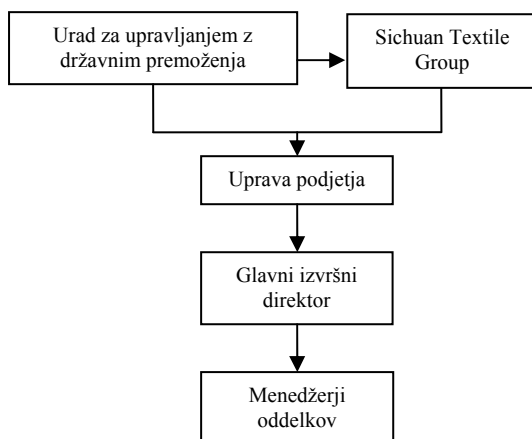 Urad za upravljanjem z
državnim premoženja
Sichuan Textile
Group
Uprava podjetja
Glavni izvršni
direktor
Menedžerji
oddelkov